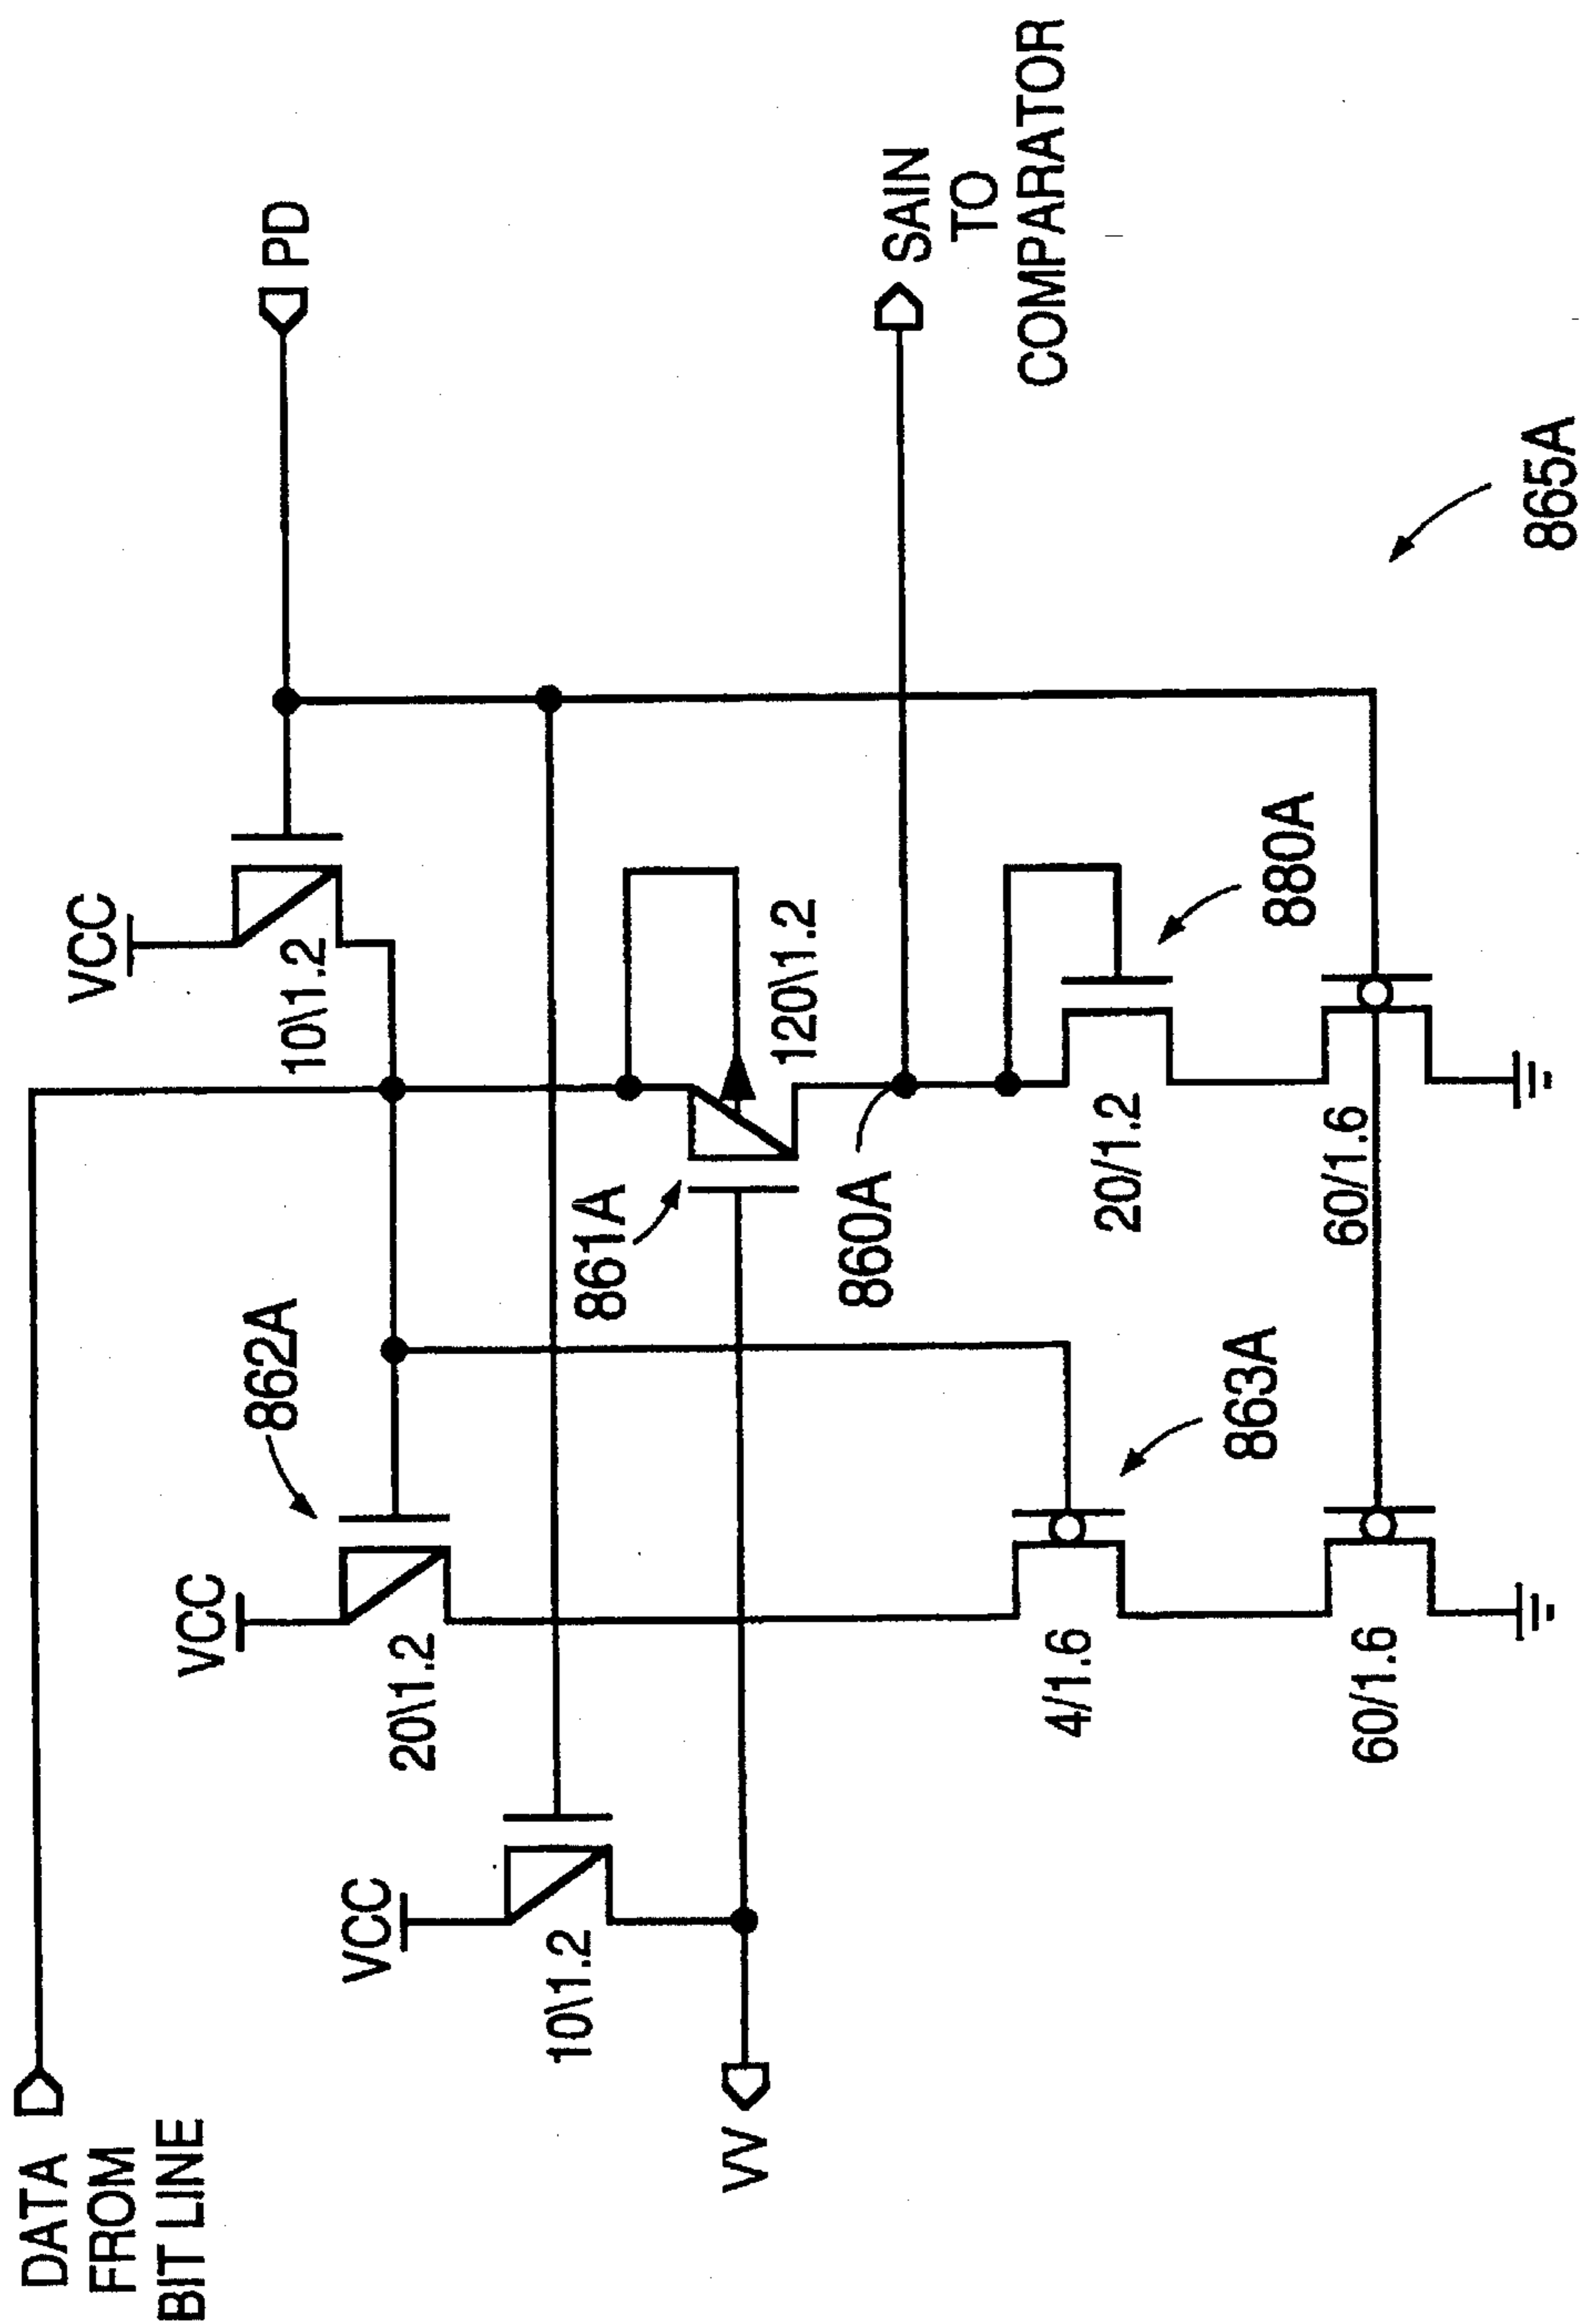 DATA
FROM
BIT LINE
VCC
10\1.2
PD
VCC
20\1.2
862A
VCC
10\1.2
861A
120\1.2
VV
860A
SAIN
TO
COMPARATOR
20/1.2
880A
4/1.6
863A
60/1.6
60/1.6
865A